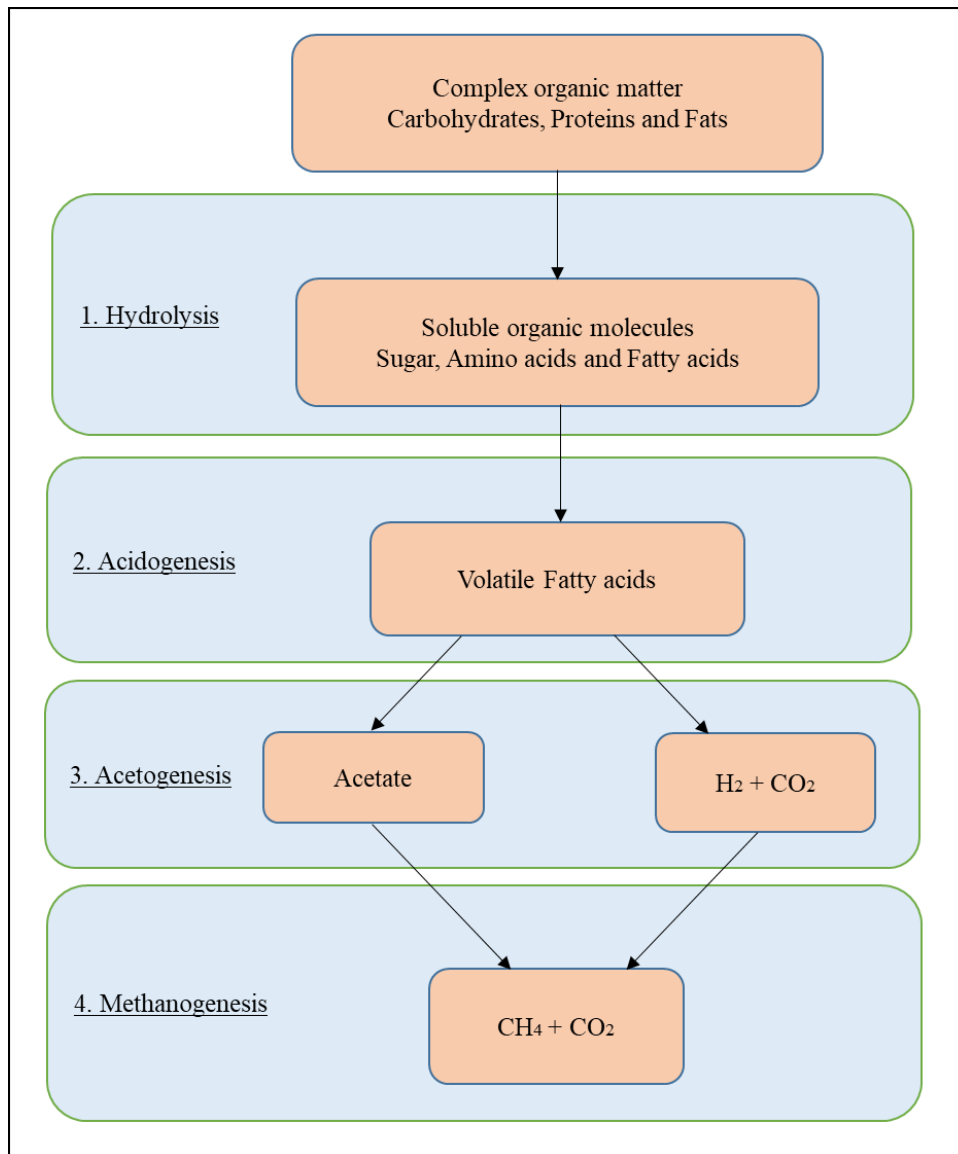 Complex organic matter
Carbohydrates, Proteins and Fats
1. Hydrolysis
Soluble organic molecules
Sugar, Amino acids and Fatty acids
2. Acidogenesis
Volatile Fatty acids
3. Acetogenesis
Acetate
H₂ + CO₂
4. Methanogenesis
CH₄ + CO₂